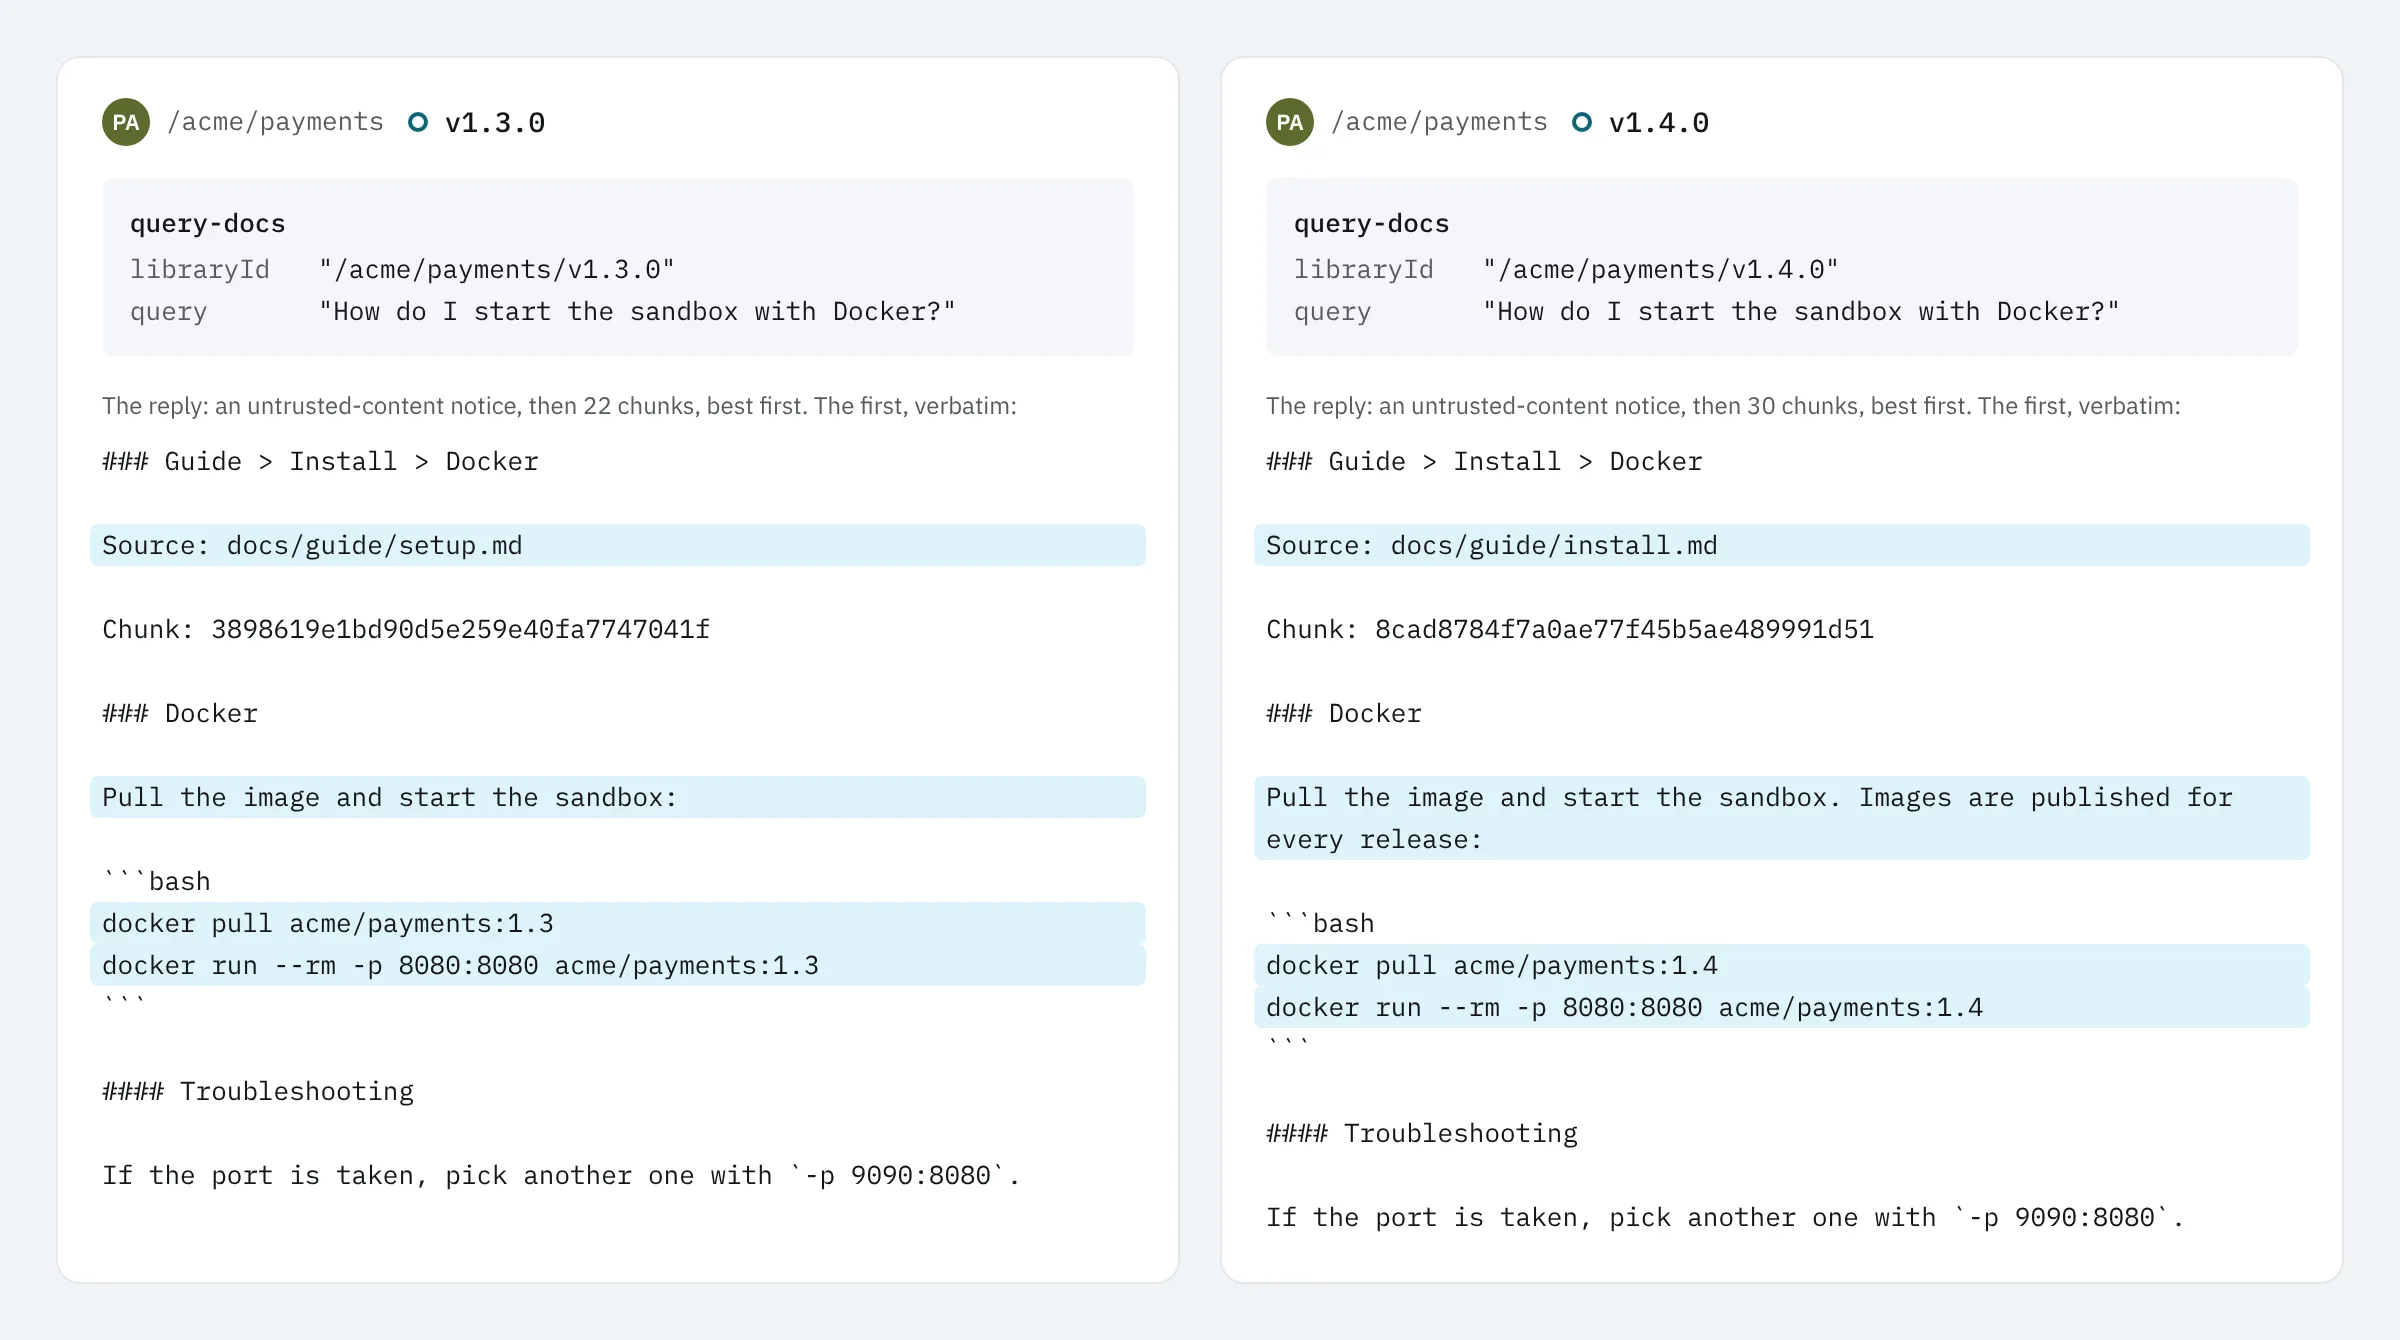 PA /acme/payments v1.3.0
query-docs
libraryId "/acme/payments/v1.3.0"
query "How do I start the sandbox with Docker?"
The reply: an untrusted-content notice, then 22 chunks, best first. The first, verbatim:
### Guide > Install > Docker
Source: docs/guide/setup.md
Chunk: 3898619e1bd90d5e259e40fa7747041f
### Docker
Pull the image and start the sandbox:
```bash
docker pull acme/payments:1.3
docker run --rm -p 8080:8080 acme/payments:1.3
```
#### Troubleshooting
If the port is taken, pick another one with `-p 9090:8080`.
PA /acme/payments v1.4.0
query-docs
libraryId "/acme/payments/v1.4.0"
query "How do I start the sandbox with Docker?"
The reply: an untrusted-content notice, then 30 chunks, best first. The first, verbatim:
### Guide > Install > Docker
Source: docs/guide/install.md
Chunk: 8cad8784f7a0ae77f45b5ae489991d51
### Docker
Pull the image and start the sandbox. Images are published for
every release:
```bash
docker pull acme/payments:1.4
docker run --rm -p 8080:8080 acme/payments:1.4
```
#### Troubleshooting
If the port is taken, pick another one with `-p 9090:8080`.